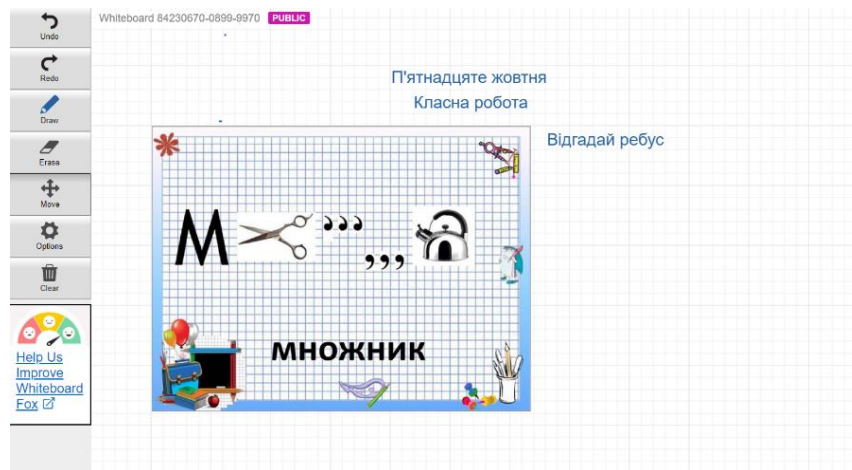 Whiteboard 84230670-0899-9970 PUBLIC
Undo
Redo
Draw
Erase
Move
Options
Clear
Help Us
Improve
Whiteboard
Fox
П'ятнадцяте жовтня
Класна робота
Відгадай ребус
М ’’’ ,,,
множник